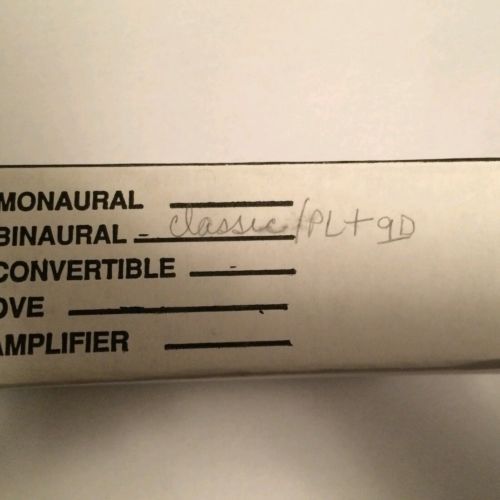 MONAURAL
BINAURAL - classic/PL+9D
CONVERTIBLE -
OVE
AMPLIFIER